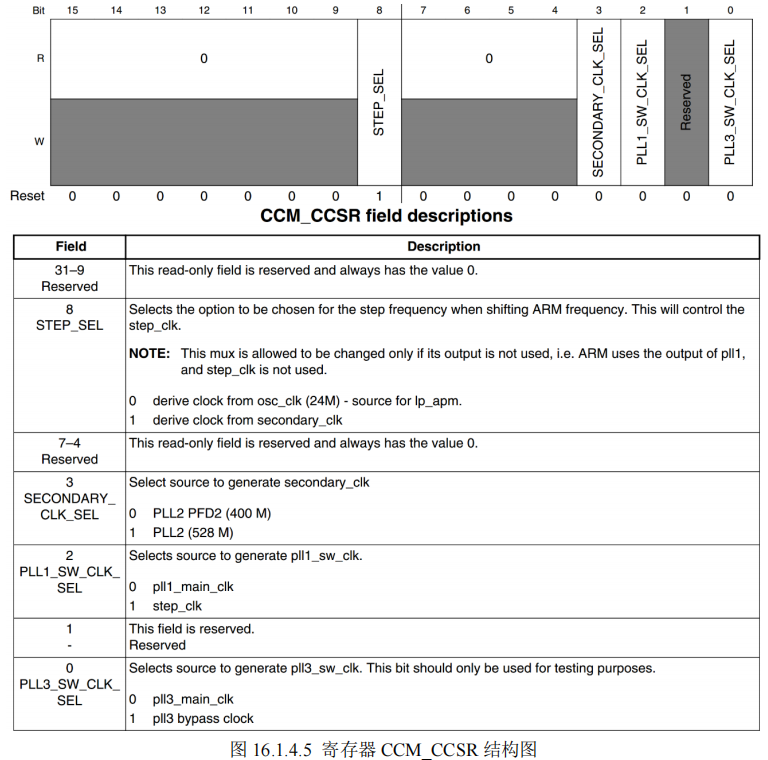 Bit 15 14 13 12 11 10 9 8 7 6 5 4 3 2 1 0
R 0 0
W
STEP_SEL
SECONDARY_CLK_SEL
PLL1_SW_CLK_SEL
Reserved
PLL3_SW_CLK_SEL
Reset 0 0 0 0 0 0 0 1 0 0 0 0 0 0 0 0
CCM_CCSR field descriptions
Field Description
31–9
Reserved
This read-only field is reserved and always has the value 0.
8
STEP_SEL
Selects the option to be chosen for the step frequency when shifting ARM frequency. This will control the
step_clk.
NOTE: This mux is allowed to be changed only if its output is not used, i.e. ARM uses the output of pll1,
and step_clk is not used.
0 derive clock from osc_clk (24M) - source for lp_apm.
1 derive clock from secondary_clk
7–4
Reserved
This read-only field is reserved and always has the value 0.
3
SECONDARY_
CLK_SEL
Select source to generate secondary_clk
0 PLL2 PFD2 (400 M)
1 PLL2 (528 M)
2
PLL1_SW_CLK_
SEL
Selects source to generate pll1_sw_clk.
0 pll1_main_clk
1 step_clk
1
-
This field is reserved.
Reserved
0
PLL3_SW_CLK_
SEL
Selects source to generate pll3_sw_clk. This bit should only be used for testing purposes.
0 pll3_main_clk
1 pll3 bypass clock
图 16.1.4.5 寄存器 CCM_CCSR 结构图